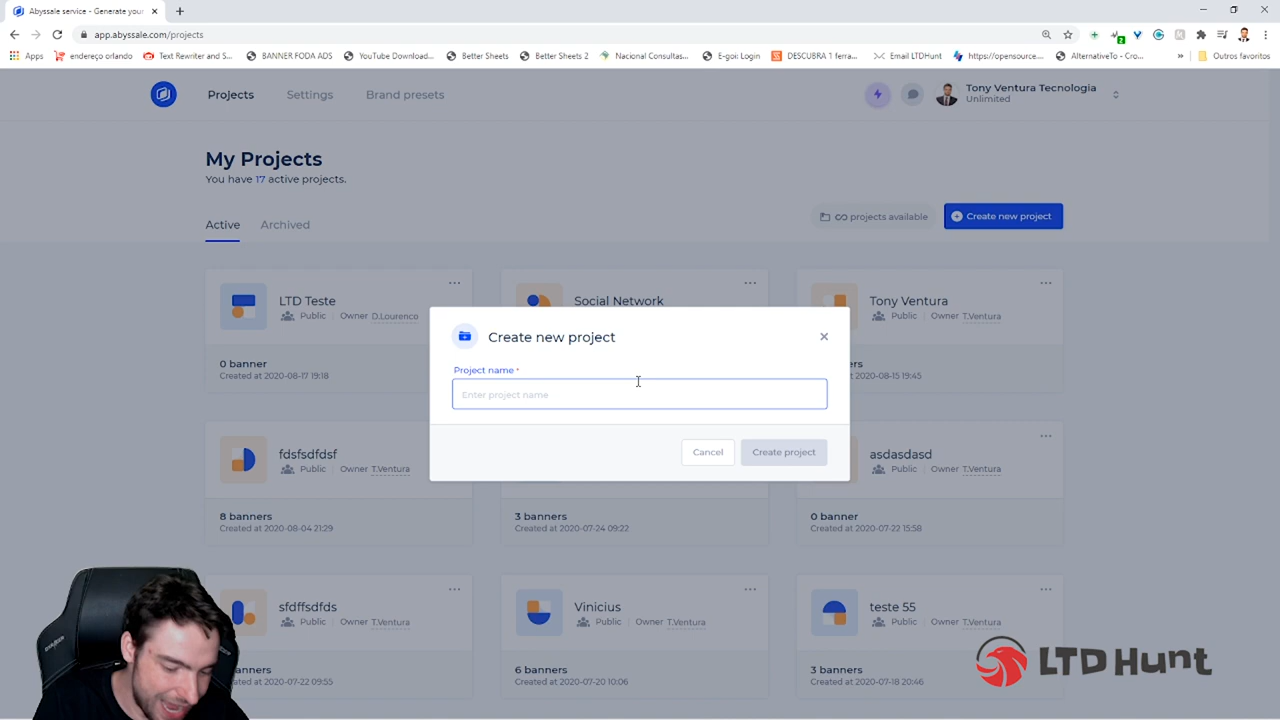 Abyssale service - Generate your
app.abyssale.com/projects
Apps
endereço orlando
Text Rewriter and S...
BANNER FODA ADS
YouTube Download...
Better Sheets
Better Sheets 2
Nacional Consultas...
E-goi: Login
DESCUBRA 1 ferra...
Email LTDHunt
https://opensource....
AlternativeTo - Cro...
»
Outros favoritos
Projects
Settings
Brand presets
Tony Ventura Tecnologia
Unlimited
My Projects
You have 17 active projects.
Active
Archived
∞ projects available
Create new project
LTD Teste
Public
Owner D.Lourenco
0 banner
Created at 2020-08-17 19:18
Social Network
Tony Ventura
Public
Owner T.Ventura
Created at 2020-08-15 19:45
Create new project
Project name *
Enter project name
Cancel
Create project
fdsfsdfdsf
Public
Owner T.Ventura
8 banners
Created at 2020-08-04 21:29
3 banners
Created at 2020-07-24 09:22
asdasdasd
Public
Owner T.Ventura
0 banner
Created at 2020-07-22 15:58
sfdffsdfds
Public
Owner T.Ventura
Created at 2020-07-22 09:55
Vinicius
Public
Owner T.Ventura
6 banners
Created at 2020-07-20 10:06
teste 55
Public
Owner T.Ventura
3 banners
Created at 2020-07-18 20:46
LTD Hunt